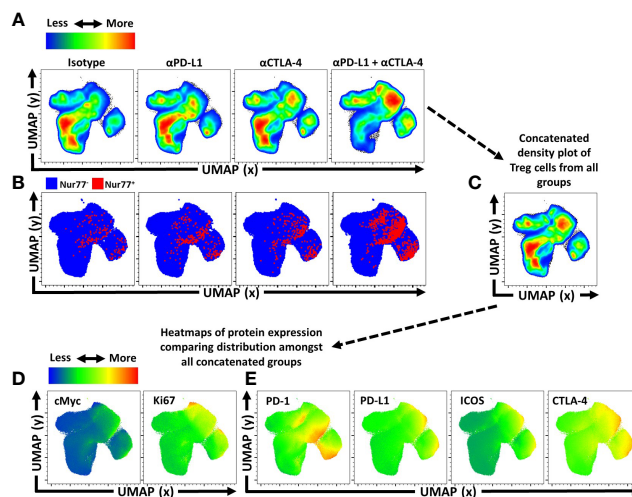 A
Less More
Isotype αPD-L1 αCTLA-4 αPD-L1 + αCTLA-4
UMAP (y)
UMAP (x)
Concatenated
density plot of
Treg cells from all
groups
B
Nur77⁻ Nur77⁺
UMAP (y)
UMAP (x)
C
UMAP (y)
UMAP (x)
Heatmaps of protein expression
comparing distribution amongst
all concatenated groups
Less More
D
cMyc Ki67
E
PD-1 PD-L1 ICOS CTLA-4
UMAP (y)
UMAP (x)